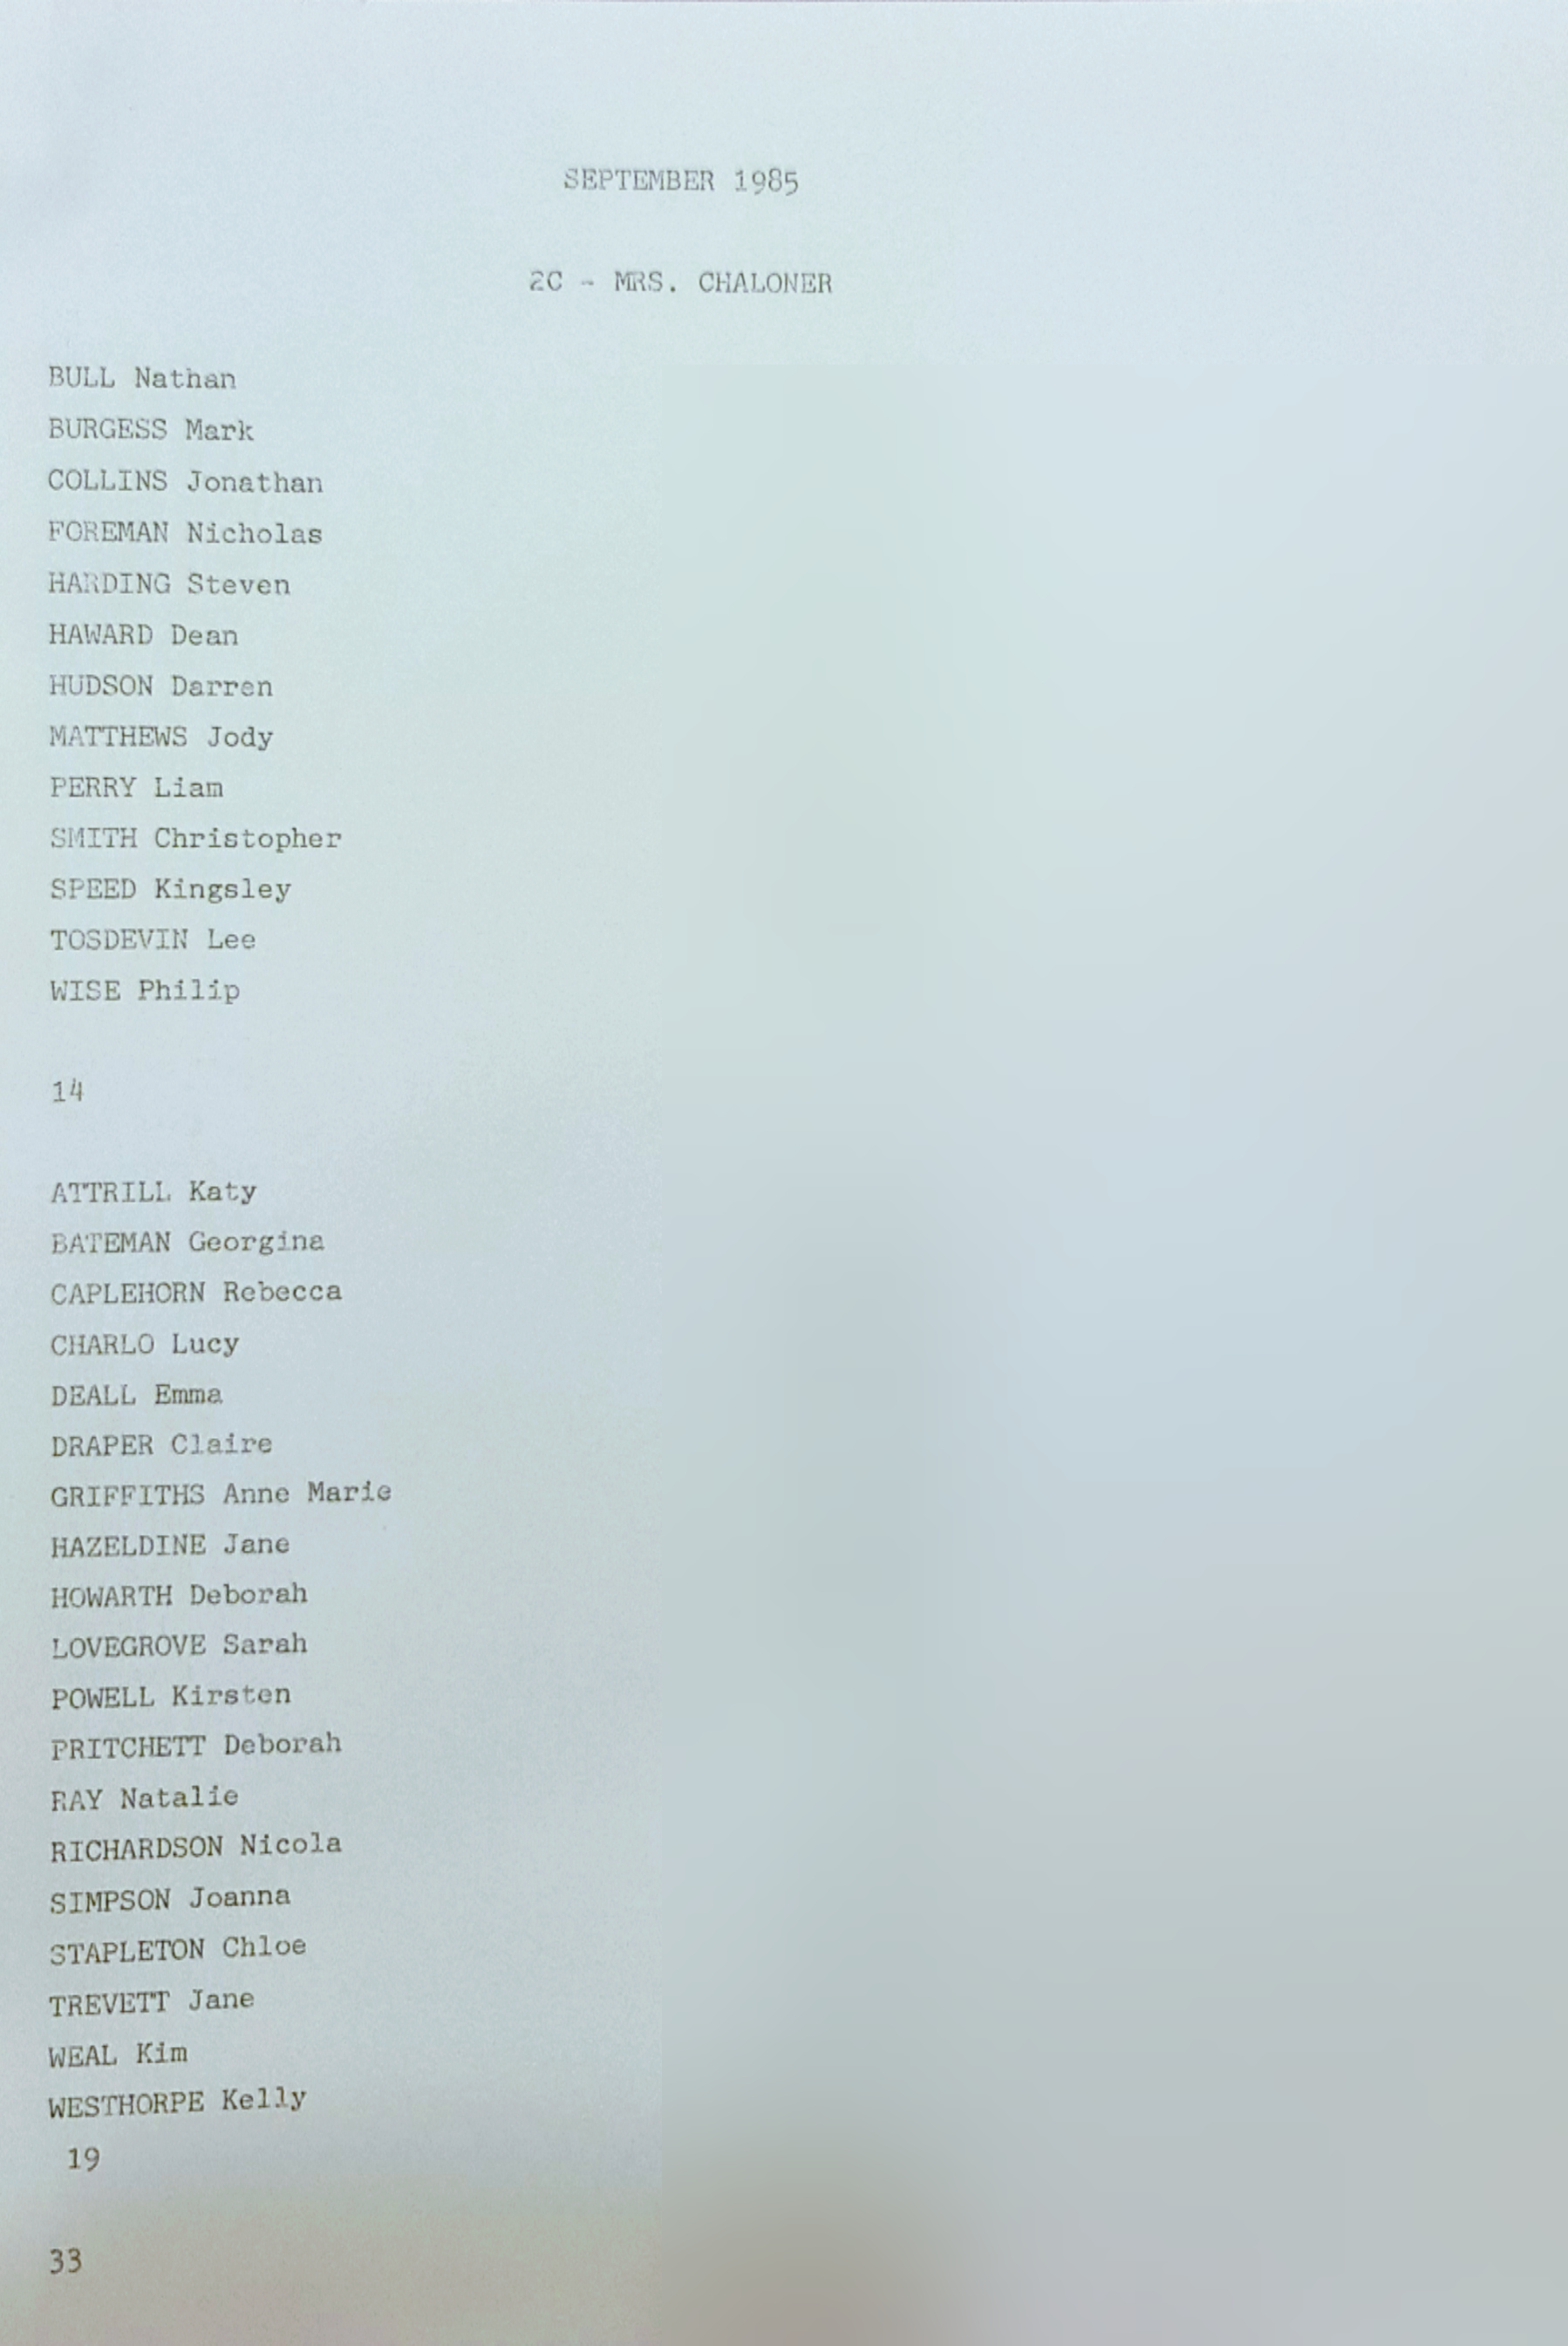 SEPTEMBER 1985
2C - MRS. CHALONER
BULL Nathan
BURGESS Mark
COLLINS Jonathan
FOREMAN Nicholas
HARDING Steven
HAWARD Dean
HUDSON Darren
MATTHEWS Jody
PERRY Liam
SMITH Christopher
SPEED Kingsley
TOSDEVIN Lee
WISE Philip
14
ATTRILL Katy
BATEMAN Georgina
CAPLEHORN Rebecca
CHARLO Lucy
DEALL Emma
DRAPER Claire
GRIFFITHS Anne Marie
HAZELDINE Jane
HOWARTH Deborah
LOVEGROVE Sarah
POWELL Kirsten
PRITCHETT Deborah
RAY Natalie
RICHARDSON Nicola
SIMPSON Joanna
STAPLETON Chloe
TREVETT Jane
WEAL Kim
WESTHORPE Kelly
19
33